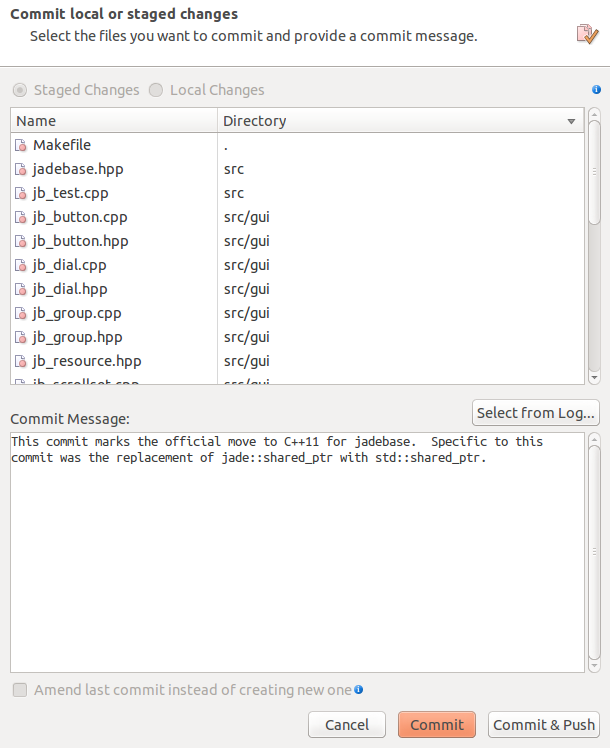 Commit local or staged changes
Select the files you want to commit and provide a commit message.
Staged Changes Local Changes
Name Directory
Makefile .
jadebase.hpp src
jb_test.cpp src
jb_button.cpp src/gui
jb_button.hpp src/gui
jb_dial.cpp src/gui
jb_dial.hpp src/gui
jb_group.cpp src/gui
jb_group.hpp src/gui
jb_resource.hpp src/gui
jb_scrollset.cpp src/gui
Commit Message: Select from Log...
This commit marks the official move to C++11 for jadebase.  Specific to this
commit was the replacement of jade::shared_ptr with std::shared_ptr.
Amend last commit instead of creating new one
Cancel Commit Commit & Push